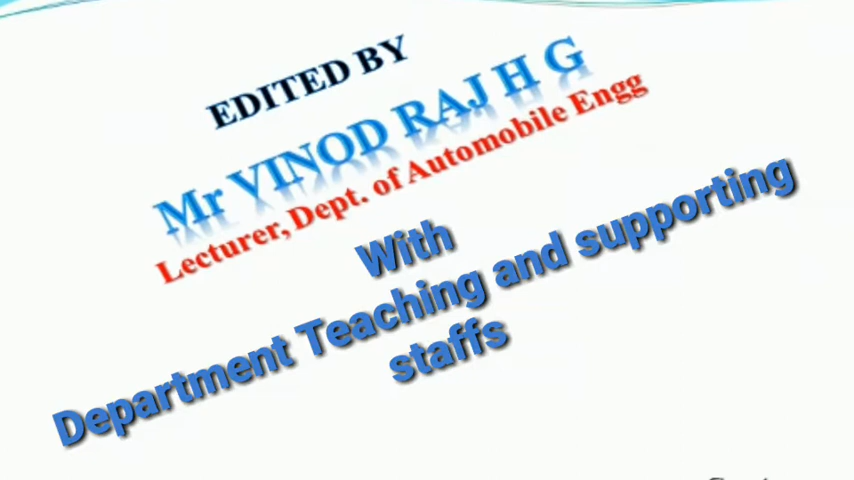 EDITED BY
Mr VINOD RAJ H G
Lecturer, Dept. of Automobile Engg
With
Department Teaching and supporting
staffs